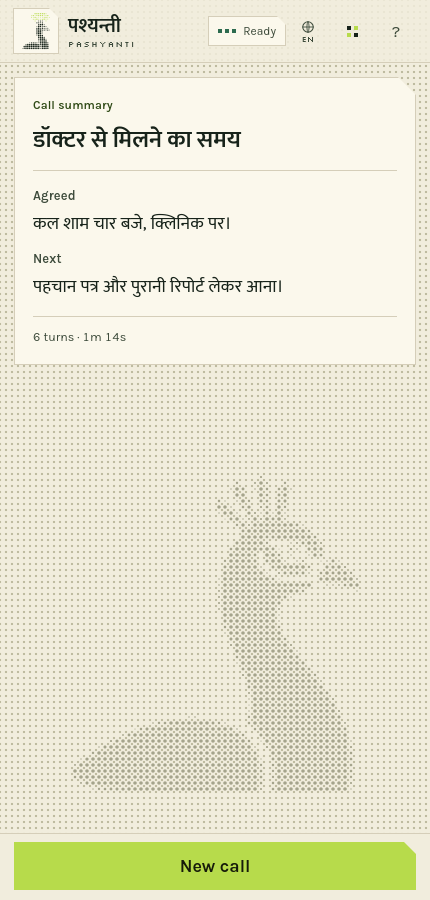 पश्यन्ती
PASHYANTI
Ready
EN
?
Call summary
डॉक्टर से मिलने का समय
Agreed
कल शाम चार बजे, क्लिनिक पर।
Next
पहचान पत्र और पुरानी रिपोर्ट लेकर आना।
6 turns · 1m 14s
New call